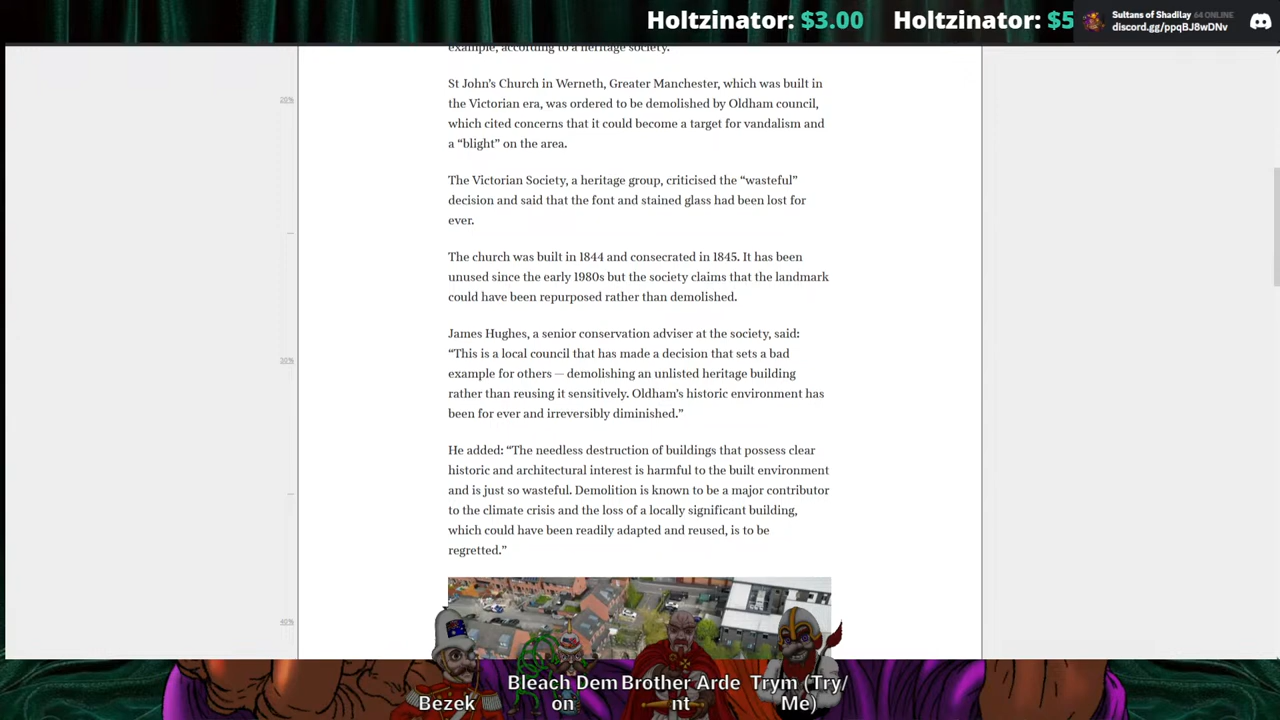 Holtzinator: $3.00 Holtzinator: $5
Sultans of Shadilay 64 ONLINE
discord.gg/ppqBJ8wDNv
example, according to a heritage society.
20%
St John’s Church in Werneth, Greater Manchester, which was built in
the Victorian era, was ordered to be demolished by Oldham council,
which cited concerns that it could become a target for vandalism and
a “blight” on the area.
The Victorian Society, a heritage group, criticised the “wasteful”
decision and said that the font and stained glass had been lost for
ever.
The church was built in 1844 and consecrated in 1845. It has been
unused since the early 1980s but the society claims that the landmark
could have been repurposed rather than demolished.
James Hughes, a senior conservation adviser at the society, said:
“This is a local council that has made a decision that sets a bad
30%
example for others — demolishing an unlisted heritage building
rather than reusing it sensitively. Oldham’s historic environment has
been for ever and irreversibly diminished.”
He added: “The needless destruction of buildings that possess clear
historic and architectural interest is harmful to the built environment
and is just so wasteful. Demolition is known to be a major contributor
to the climate crisis and the loss of a locally significant building,
which could have been readily adapted and reused, is to be
regretted.”
40%
Bezek
Bleach Dem
on
Brother Arde
nt
Trym (Try/
Me)